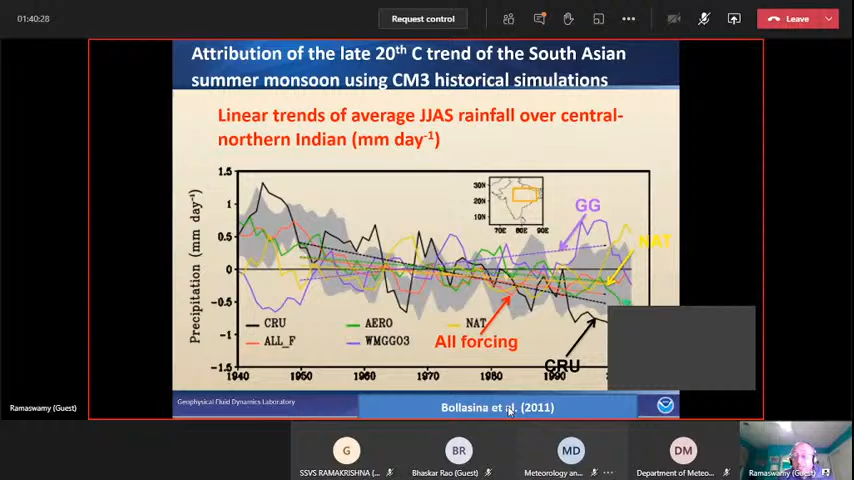 01:40:28
Request control
Leave
Attribution of the late 20th C trend of the South Asian
summer monsoon using CM3 historical simulations
Linear trends of average JJAS rainfall over central-
northern Indian (mm day-1)
Precipitation (mm day-1)
1.5
1
0.5
0
-0.5
-1
-1.5
30N
20N
10N
70E 80E 90E
GG
NAT
CRU AERO NAT
ALL_F WMGGO3
All forcing
CRU
1940 1950 1960 1970 1980 1990
Geophysical Fluid Dynamics Laboratory
Bollasina et al. (2011)
Ramaswamy (Guest)
G
BR
MD
DM
SSVS RAMAKRISHNA (...
Bhaskar Rao (Guest)
Meteorology an...
Department of Meteo...
Ramaswamy (Guest)